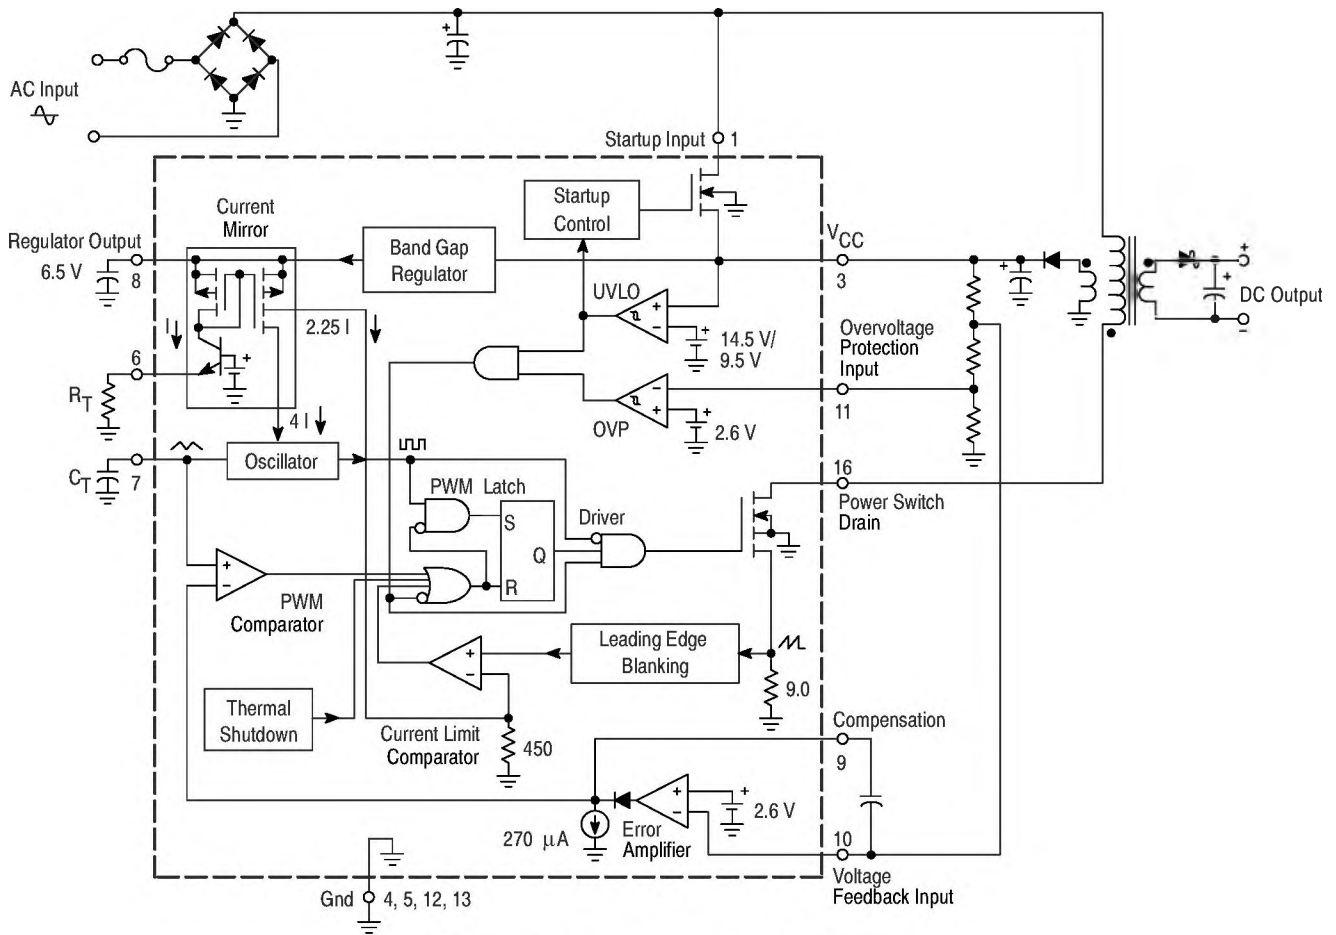 AC Input
Startup Input
1
Current
Mirror
Startup
Control
Regulator Output
6.5 V
8
Band Gap
Regulator
VCC
3
+
DC Output
−
UVLO
+
−
+
14.5 V/
9.5 V
I
2.25 I
6
RT
+
Overvoltage
Protection
Input
11
−
+
+
2.6 V
OVP
4 I
CT
7
Oscillator
PWM Latch
S
Q
R
Driver
16
Power Switch
Drain
+
−
PWM
Comparator
Leading Edge
Blanking
9.0
+
−
Thermal
Shutdown
Current Limit
Comparator
450
Compensation
9
270 µA
Error
Amplifier
+
−
+
2.6 V
10
Voltage
Feedback Input
Gnd
4, 5, 12, 13
+
+
+